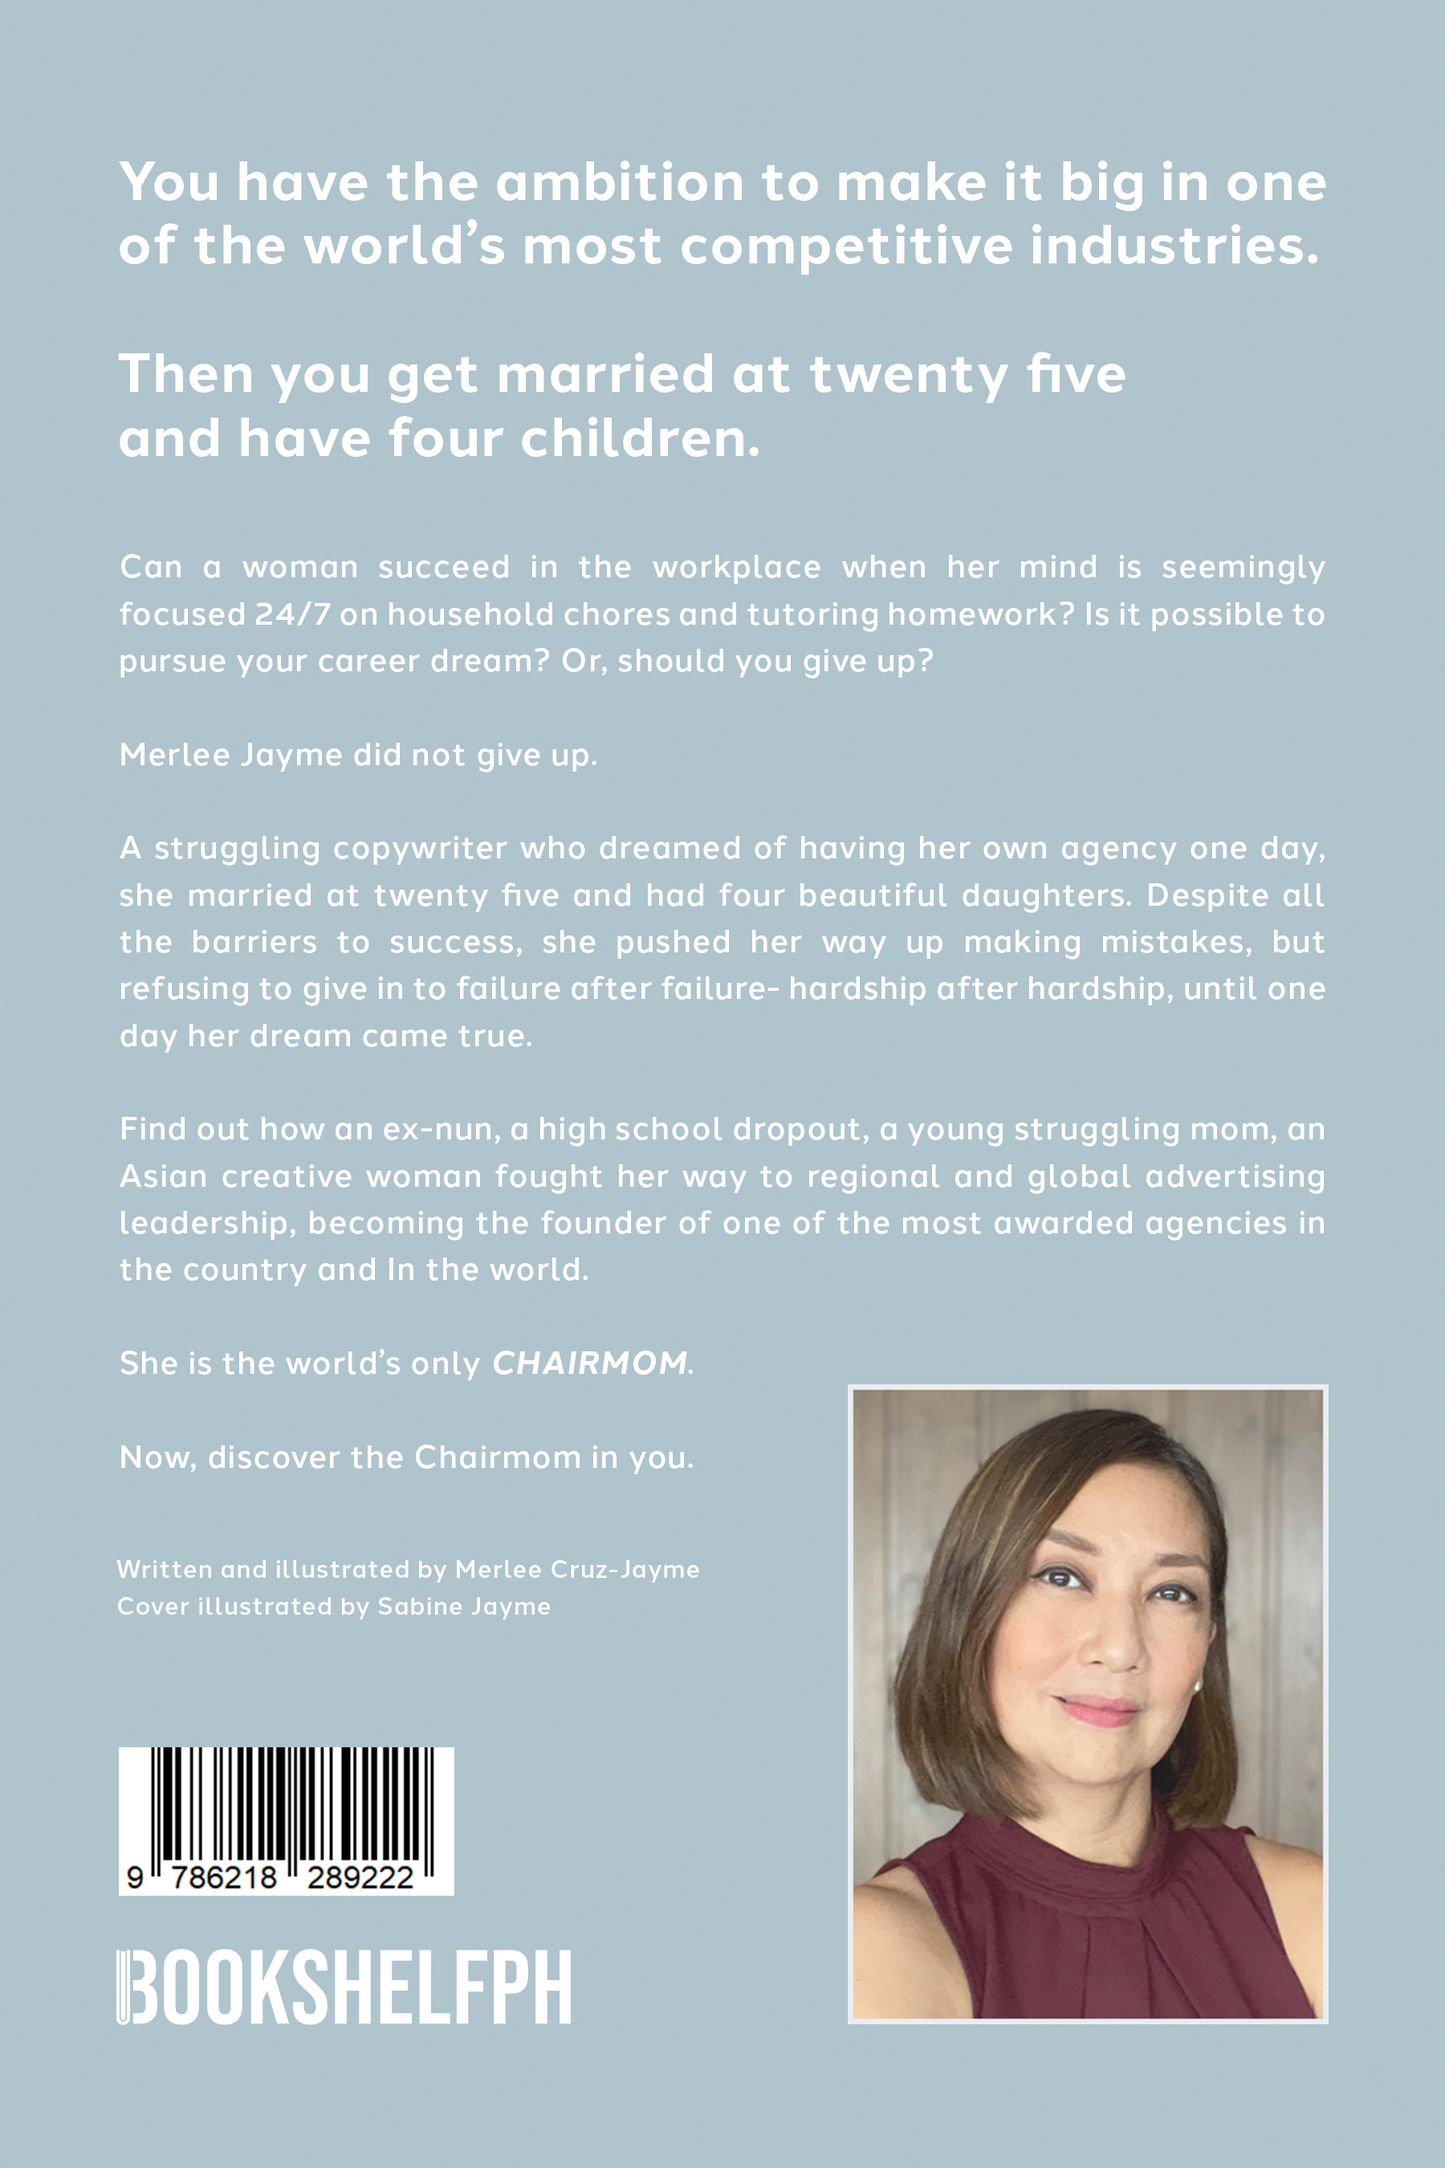 You have the ambition to make it big in one
of the world’s most competitive industries.
Then you get married at twenty five
and have four children.
Can a woman succeed in the workplace when her mind is seemingly
focused 24/7 on household chores and tutoring homework? Is it possible to
pursue your career dream? Or, should you give up?
Merlee Jayme did not give up.
A struggling copywriter who dreamed of having her own agency one day,
she married at twenty five and had four beautiful daughters. Despite all
the barriers to success, she pushed her way up making mistakes, but
refusing to give in to failure after failure- hardship after hardship, until one
day her dream came true.
Find out how an ex-nun, a high school dropout, a young struggling mom, an
Asian creative woman fought her way to regional and global advertising
leadership, becoming the founder of one of the most awarded agencies in
the country and In the world.
She is the world’s only CHAIRMOM.
Now, discover the Chairmom in you.
Written and illustrated by Merlee Cruz-Jayme
Cover illustrated by Sabine Jayme
9 786218 289222
BOOKSHELFPH